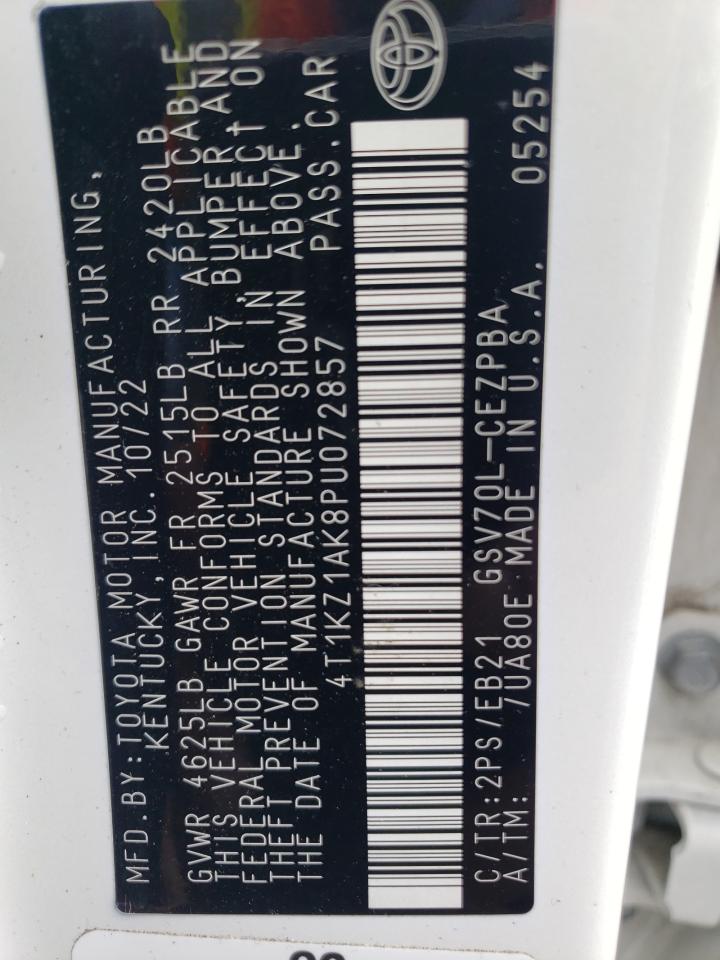 MFD.BY:TOYOTA MOTOR MANUFACTURING,
KENTUCKY, INC. 10/22
GVWR 4625LB GAWR FR 2515LB RR 2420LB
THIS VEHICLE CONFORMS TO ALL APPLICABLE
FEDERAL MOTOR VEHICLE SAFETY, BUMPER AND
THEFT PREVENTION STANDARDS IN EFFECT ON
THE DATE OF MANUFACTURE SHOWN ABOVE.
4T1KZ1AK8PU072857 PASS.CAR
C/TR:2PS/EB21 GSV70L-CEZPBA
A/TM: 7UA80E MADE IN U.S.A. 05254